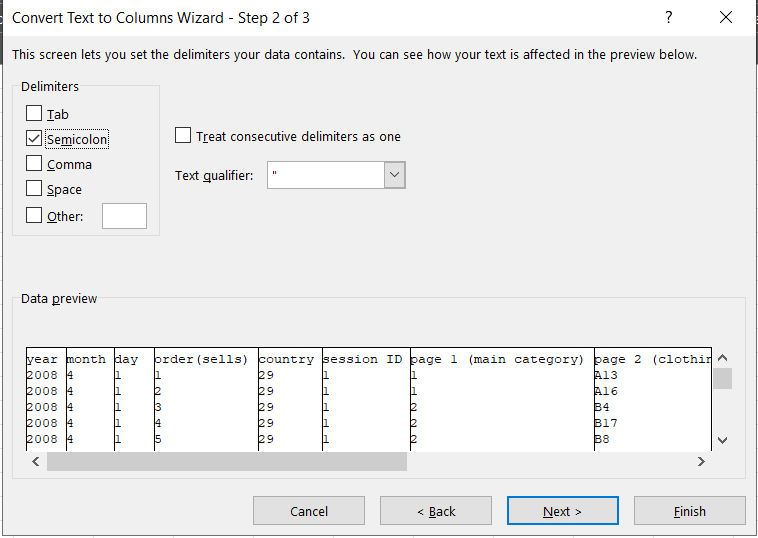 Convert Text to Columns Wizard - Step 2 of 3
?
This screen lets you set the delimiters your data contains.  You can see how your text is affected in the preview below.
Delimiters
Tab
Semicolon
Comma
Space
Other:
Treat consecutive delimiters as one
Text qualifier: "
Data preview
year month day order(sells) country session ID page 1 (main category) page 2 (clothin
2008 4 1 1 29 1 1 A13
2008 4 1 2 29 1 1 A16
2008 4 1 3 29 1 2 B4
2008 4 1 4 29 1 2 B17
2008 4 1 5 29 1 2 B8
Cancel < Back Next > Finish